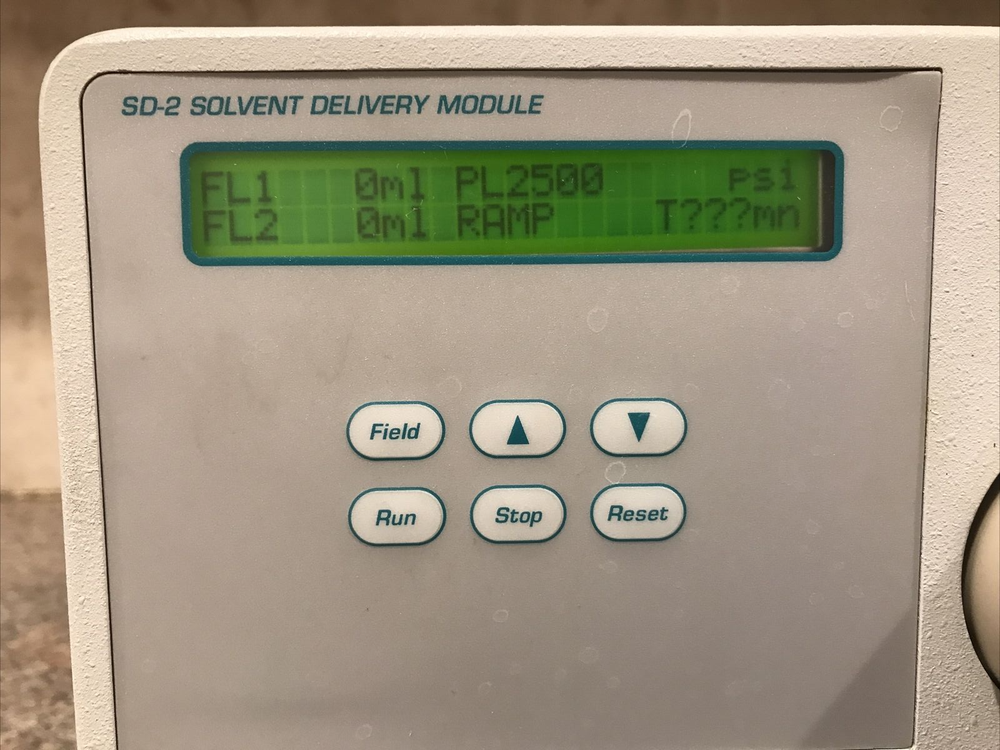 SD-2 SOLVENT DELIVERY MODULE
FL1 0ml PL2500 psi
FL2 0ml RAMP T???mn
Field ▲ ▼
Run Stop Reset